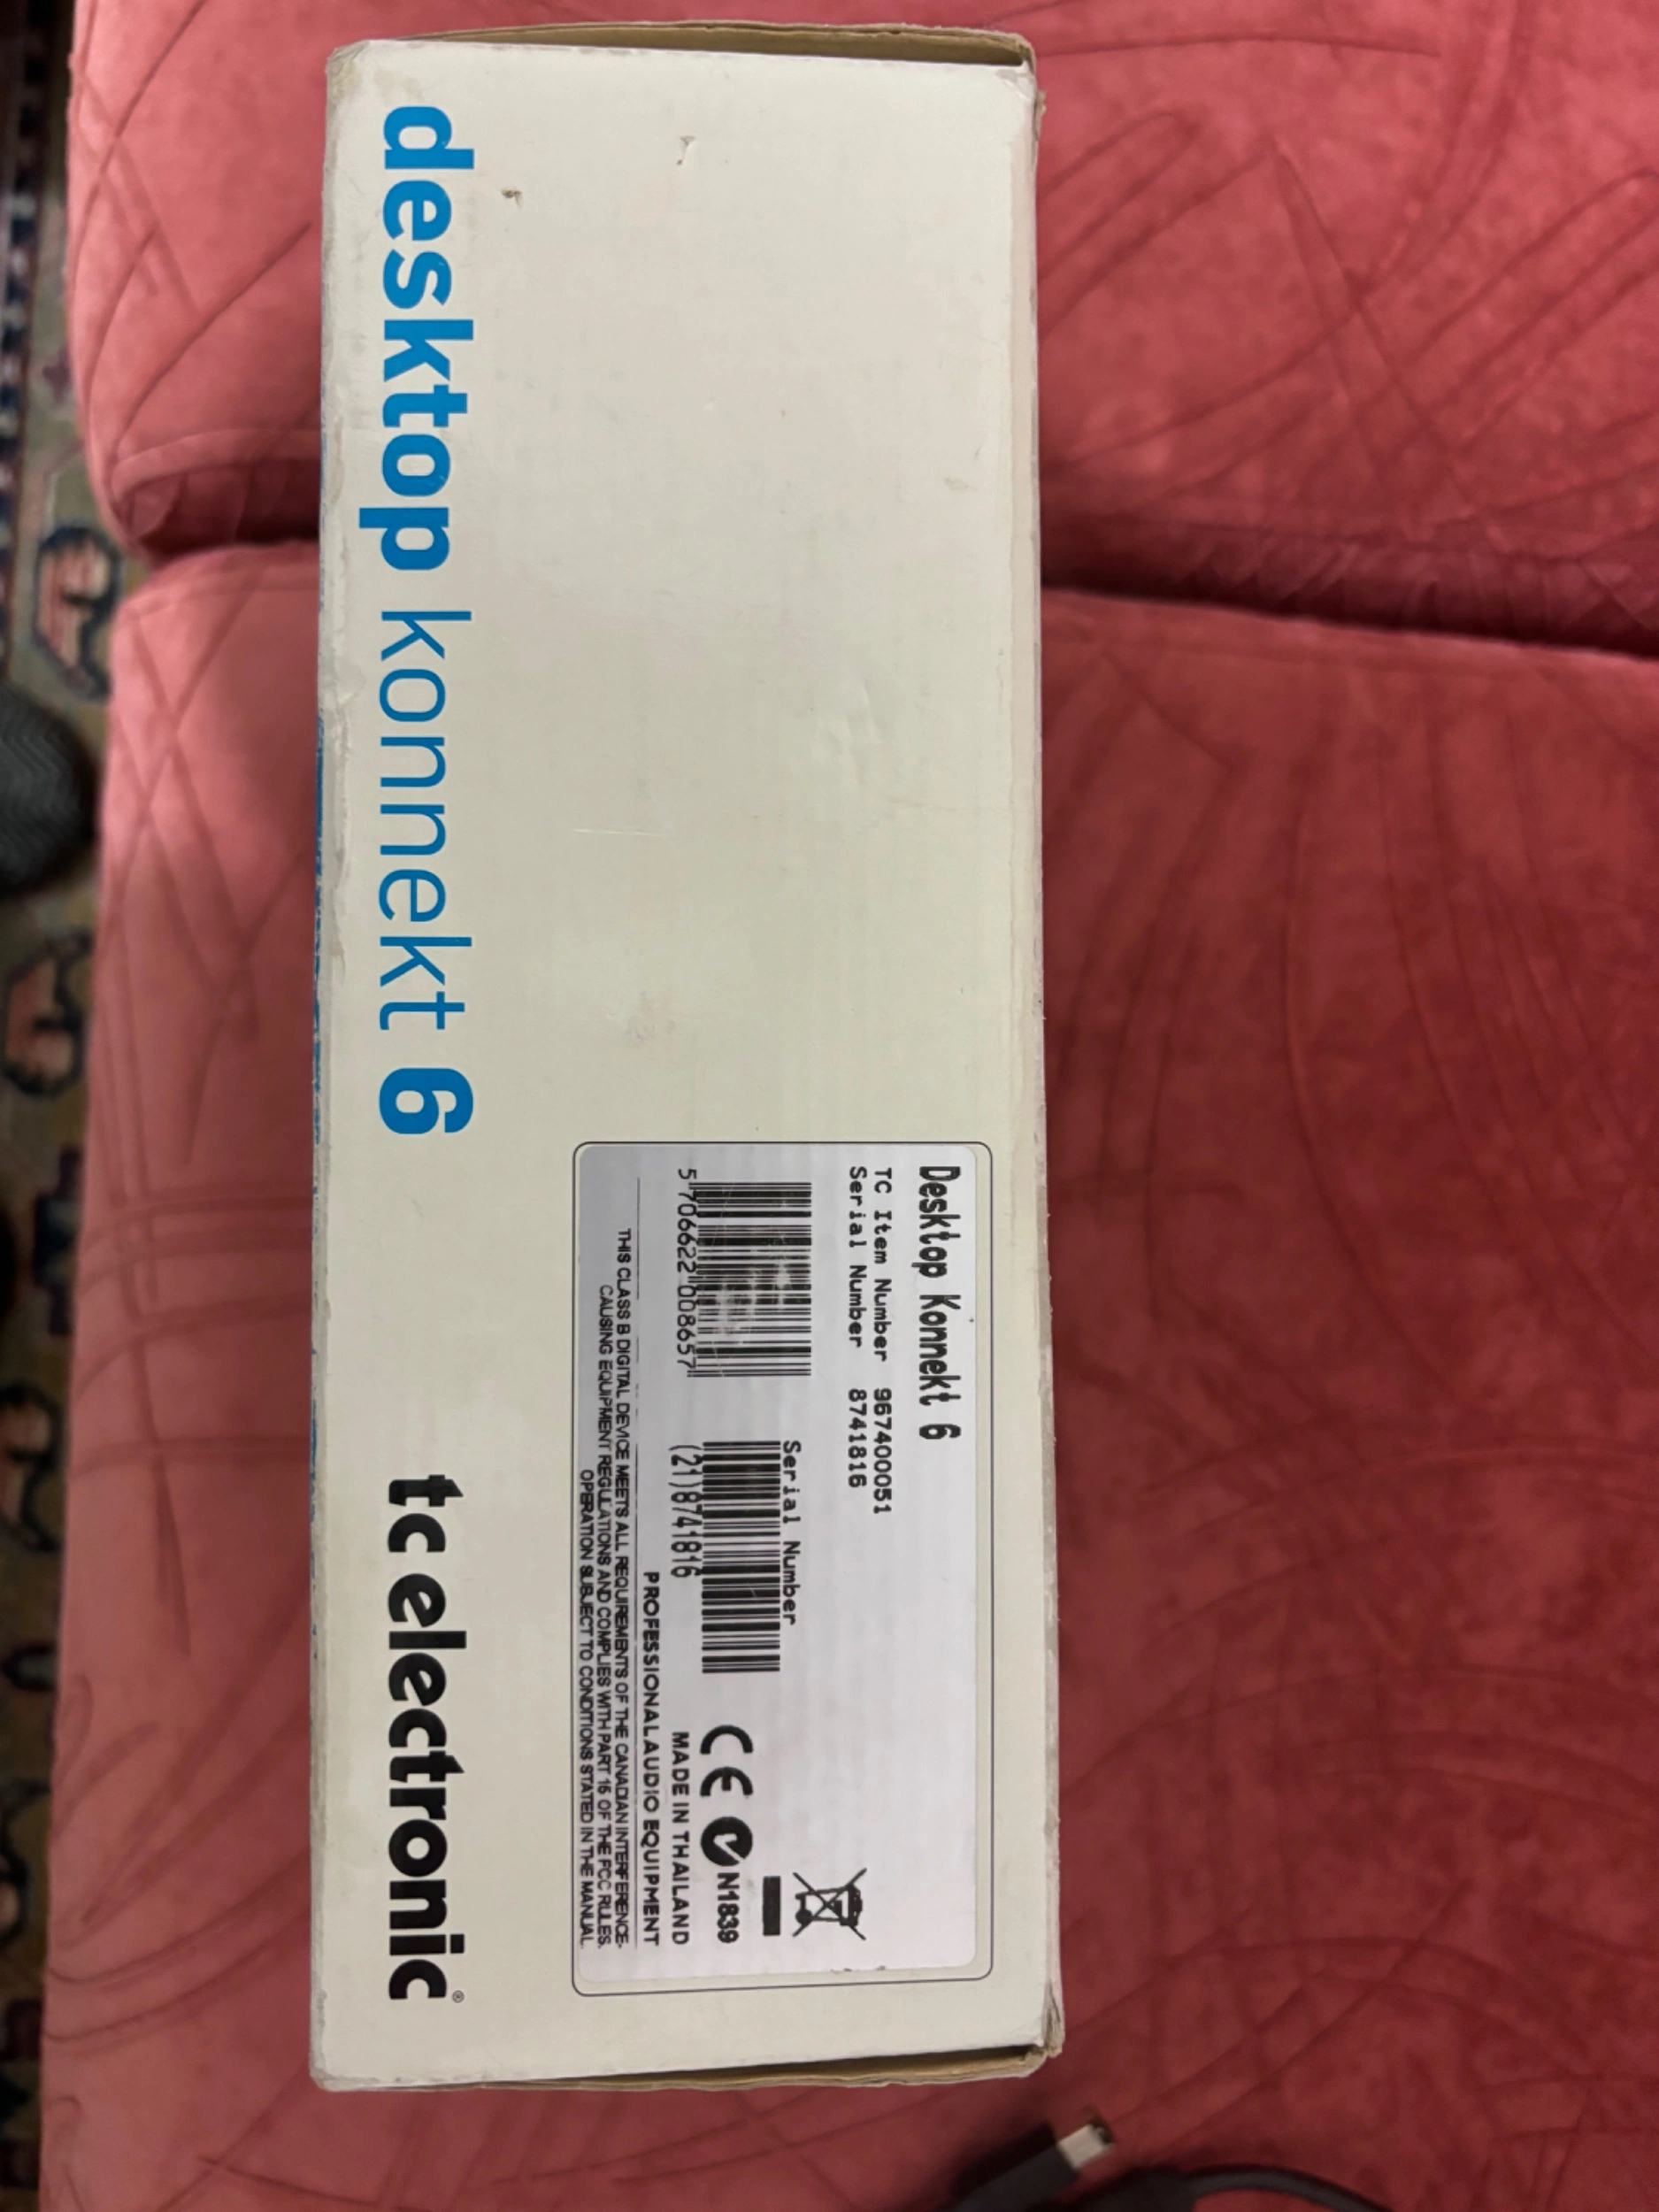 desktop konnekt 6
tc electronic®
Desktop Konnekt 6
TC Item Number 967400051
Serial Number 8741816
5 706622 008657
Serial Number
(21)8741816
CE N1839
MADE IN THAILAND
PROFESSIONAL AUDIO EQUIPMENT
THIS CLASS B DIGITAL DEVICE MEETS ALL REQUIREMENTS OF THE CANADIAN INTERFERENCE-
CAUSING EQUIPMENT REGULATIONS AND COMPLIES WITH PART 15 OF THE FCC RULES.
OPERATION SUBJECT TO CONDITIONS STATED IN THE MANUAL.